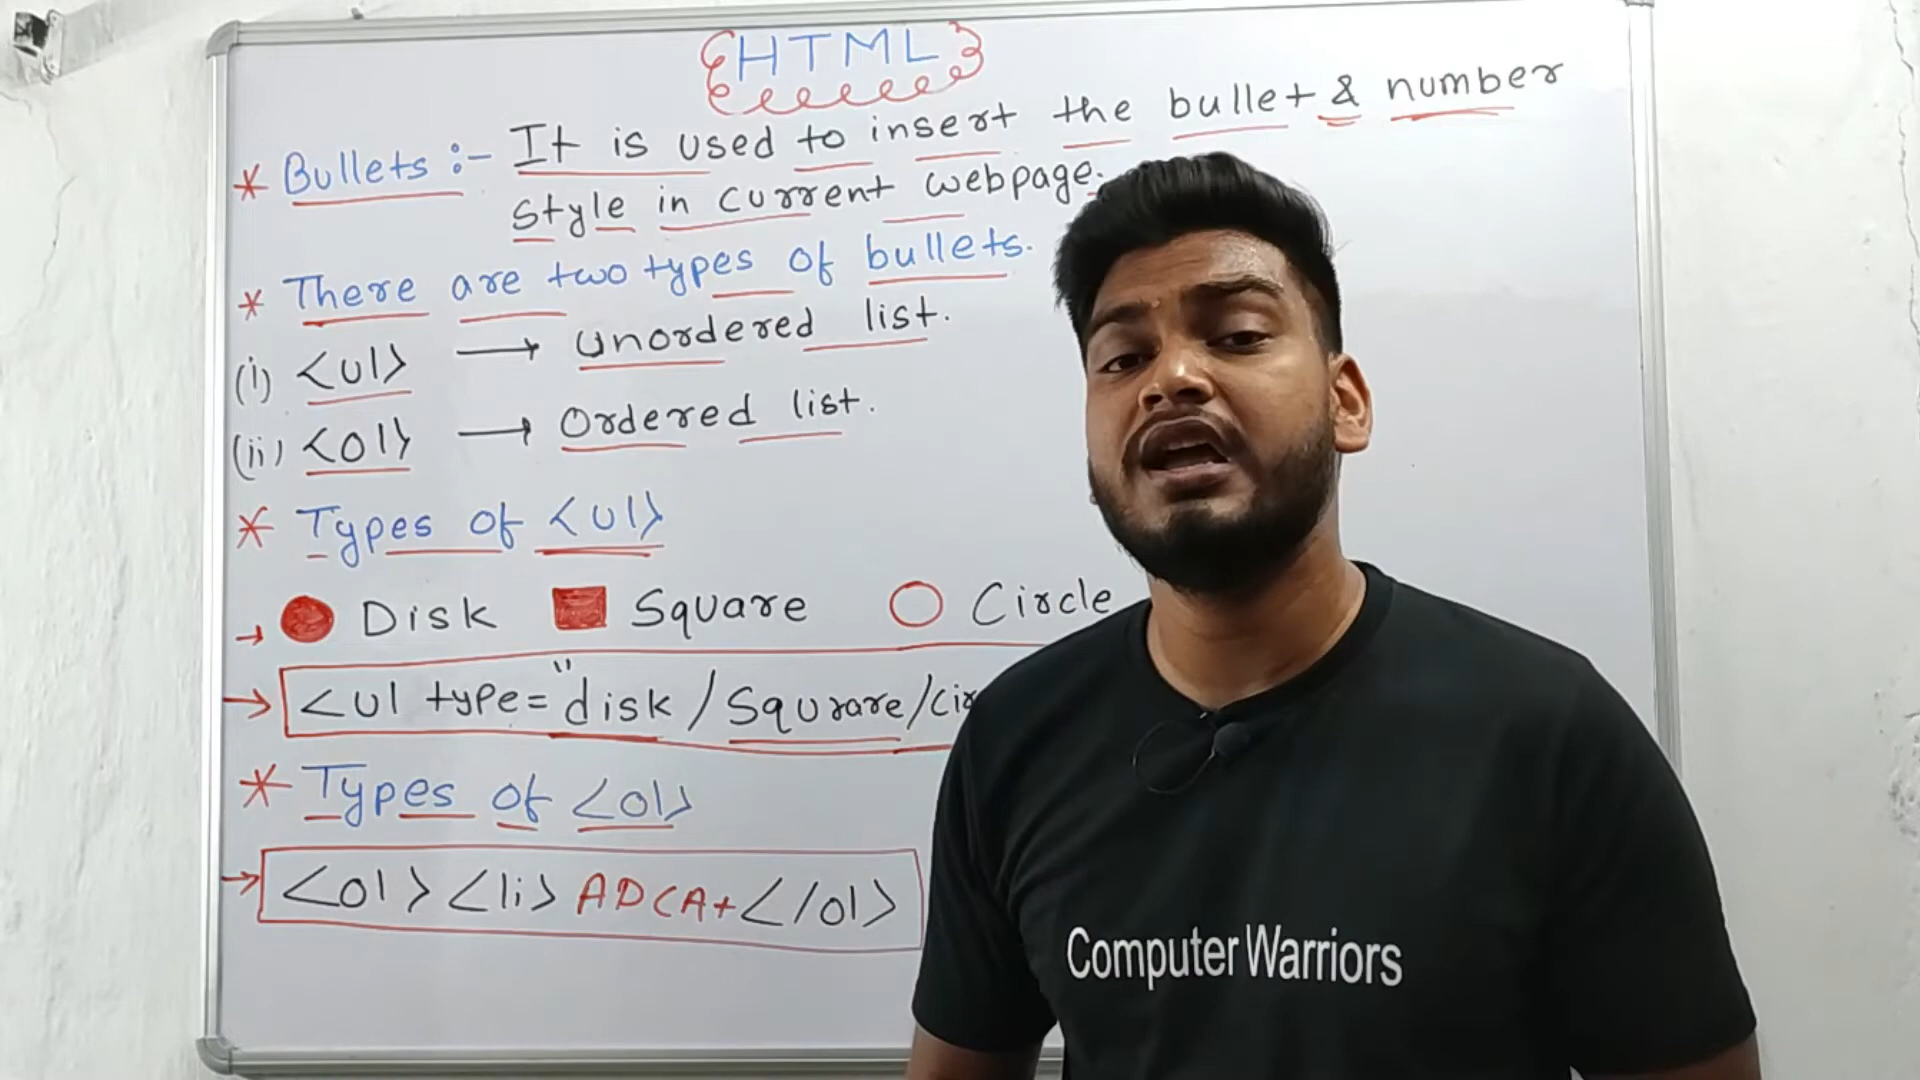 HTML
* Bullets :- It is used to insert the bullet & number
style in current webpage.
* There are two types of bullets.
(i) <ul> → Unordered list.
(ii) <ol> → Ordered list.
* Types of <ul>
→ Disk Square Circle
→ <ul type="disk / Squrare/Cir
* Types of <ol>
→ <ol> <li> ADCA+ </ol>
Computer Warriors